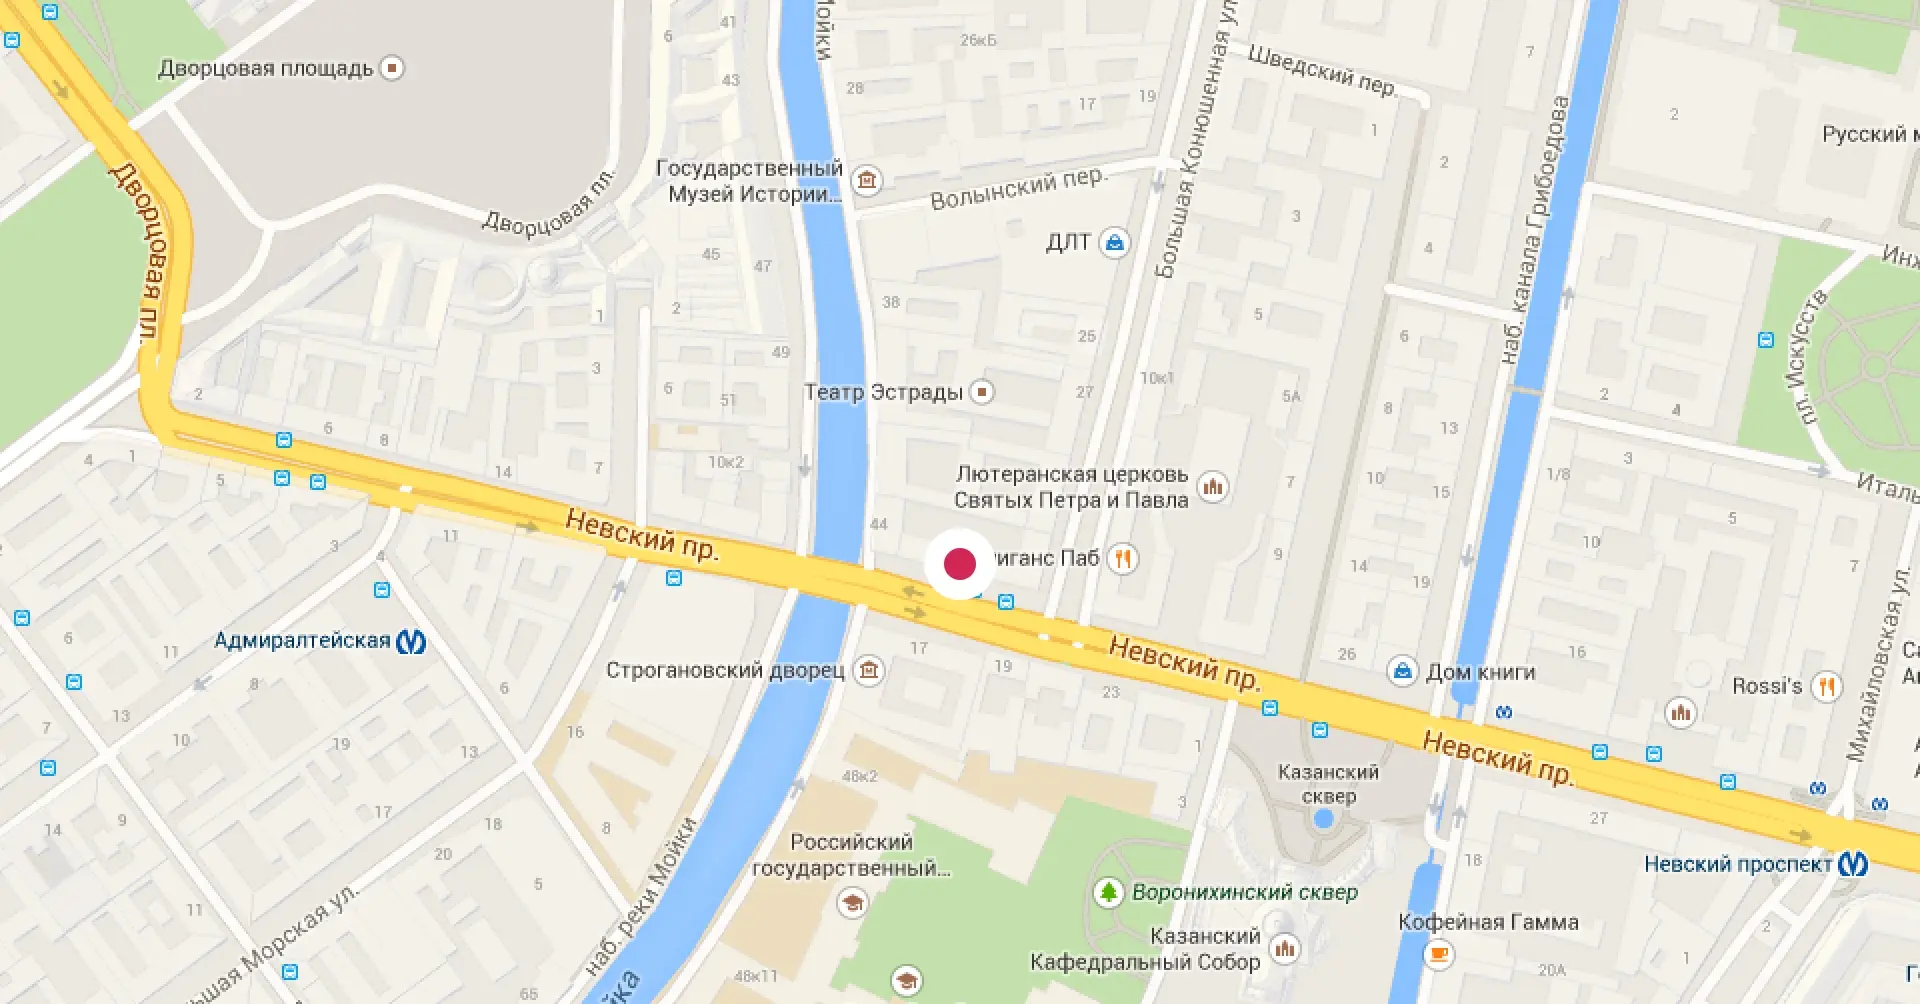 Мойки
41
6
26кБ
Шведский пер.
7
Дворцовая площадь
43
28
17
19
1
2
Русский м
2
Большая Конюшенная ул
наб. канала Грибоедова
Государственный
Музей Истории...
Волынский пер.
Дворцовая пл.
Дворцовая пл.
3
4
ДЛТ
45
47
Инж
38
2
1
5
25
6
пл. Искусств
49
3
6
51
Театр Эстрады
27
10к1
5А
8
2
4
2
6
8
13
4
1
5
14
7
10к2
Лютеранская церковь
Святых Петра и Павла
7
10
15
1/8
3
Италь
44
Невский пр.
11
3
4
иганс Паб
9
14
19
10
5
7
6
Адмиралтейская
8
6
17
19
23
Строгановский дворец
Невский пр.
26
Дом книги
16
Rossi's
Михайловская ул.
7
13
10
19
13
16
1
Невский пр.
48к2
Казанский
сквер
3
27
14
9
17
18
8
20
5
11
Российский
государственный...
18
Невский проспект
Воронихинский сквер
Кофейная Гамма
2
наб. реки Мойки
ьшая Морская ул.
Казанский
Кафедральный Собор
48к11
65
йка
20А
1